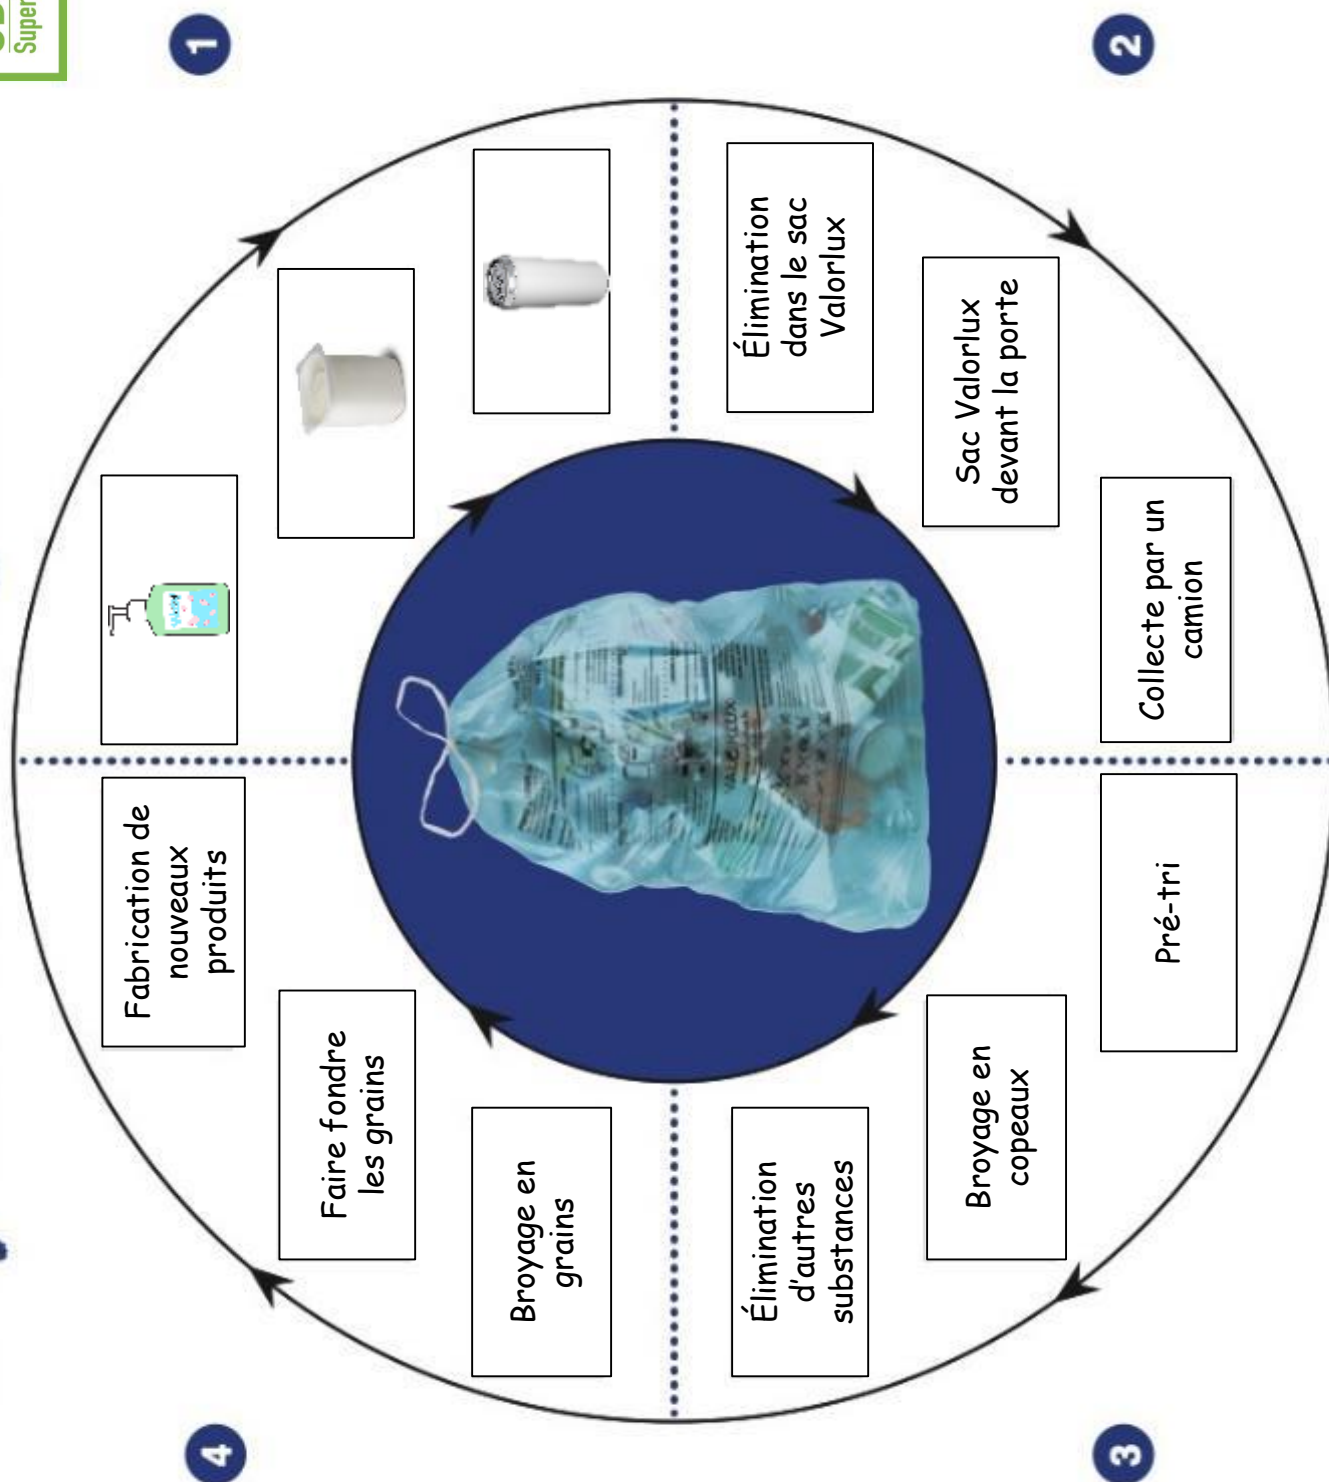 Super
1
2
Élimination
dans le sac
Valorlux
Sac Valorlux
devant la porte
Collecte par un
camion
3
Pré-tri
Broyage en
copeaux
Élimination
d'autres
substances
4
Broyage en
grains
Faire fondre
les grains
Fabrication de
nouveaux
produits